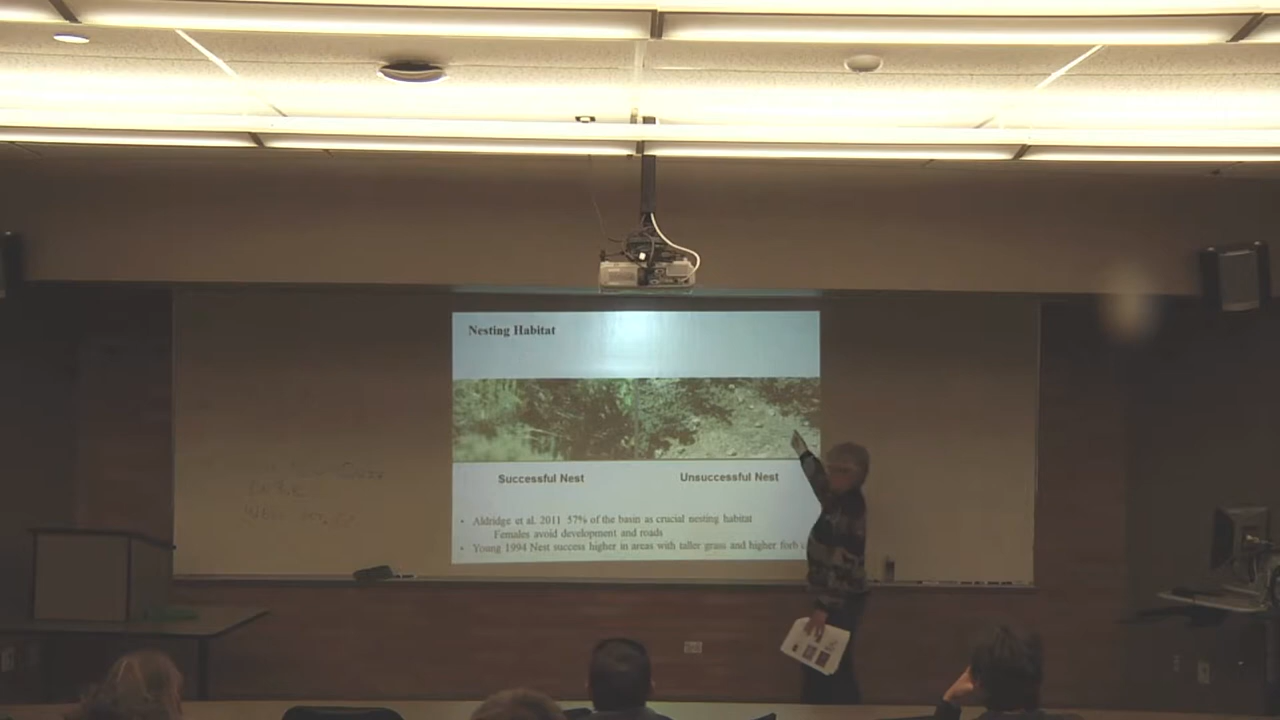 Nesting Habitat
Successful Nest
Unsuccessful Nest
• Aldridge et al. 2011 57% of the basin as crucial nesting habitat
Females avoid development and roads
• Young 1994 Nest success higher in areas with taller grass and higher forb